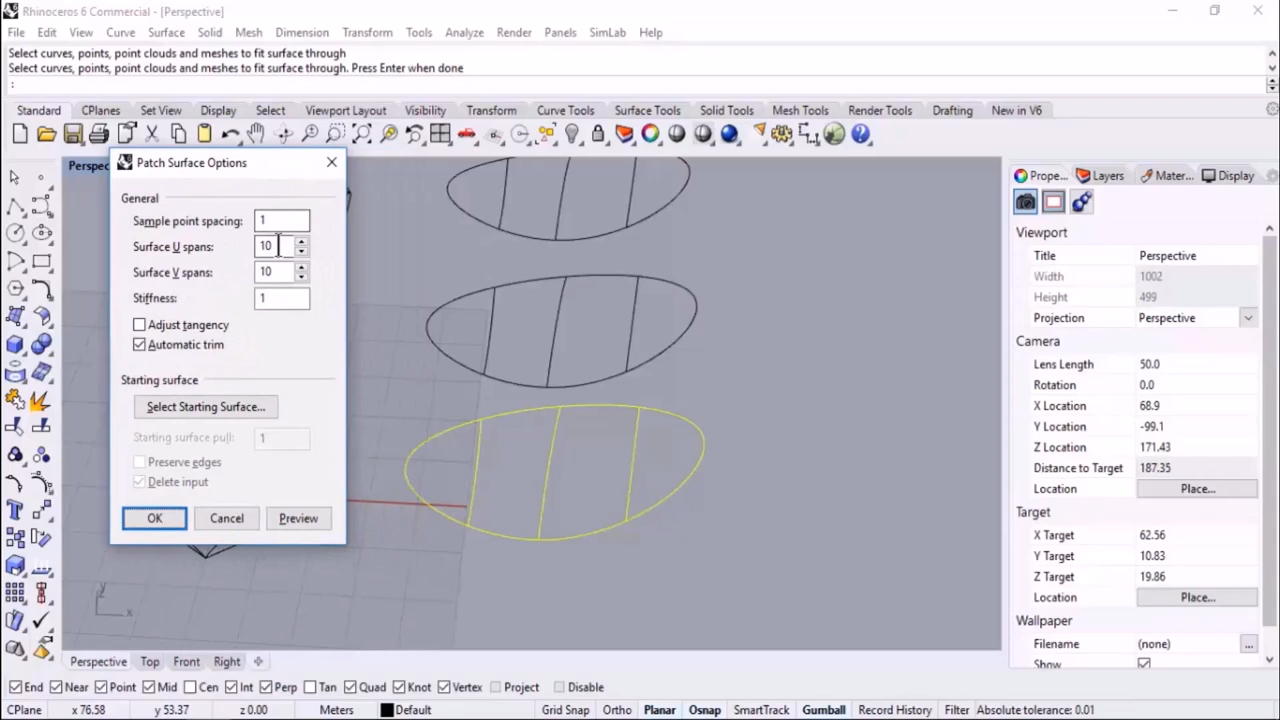 Rhinoceros 6 Commercial - [Perspective]
File Edit View Curve Surface Solid Mesh Dimension Transform Tools Analyze Render Panels SimLab Help
Select curves, points, point clouds and meshes to fit surface through
Select curves, points, point clouds and meshes to fit surface through. Press Enter when done
:
Standard CPlanes Set View Display Select Viewport Layout Visibility Transform Curve Tools Surface Tools Solid Tools Mesh Tools Render Tools Drafting New in V6
Perspec
Patch Surface Options
General
Sample point spacing: 1
Surface U spans: 10
Surface V spans: 10
Stiffness: 1
Adjust tangency
Automatic trim
Starting surface
Select Starting Surface...
Starting surface pull: 1
Preserve edges
Delete input
OK Cancel Preview
y
x
Prope... Layers Mater... Display
Viewport
Title Perspective
Width 1002
Height 499
Projection Perspective
Camera
Lens Length 50.0
Rotation 0.0
X Location 68.9
Y Location -99.1
Z Location 171.43
Distance to Target 187.35
Location Place...
Target
X Target 62.56
Y Target 10.83
Z Target 19.86
Location Place...
Wallpaper
Filename (none) ...
Show
Perspective Top Front Right
End Near Point Mid Cen Int Perp Tan Quad Knot Vertex Project Disable
CPlane x 76.58 y 53.37 z 0.00 Meters Default Grid Snap Ortho Planar Osnap SmartTrack Gumball Record History Filter Absolute tolerance: 0.01